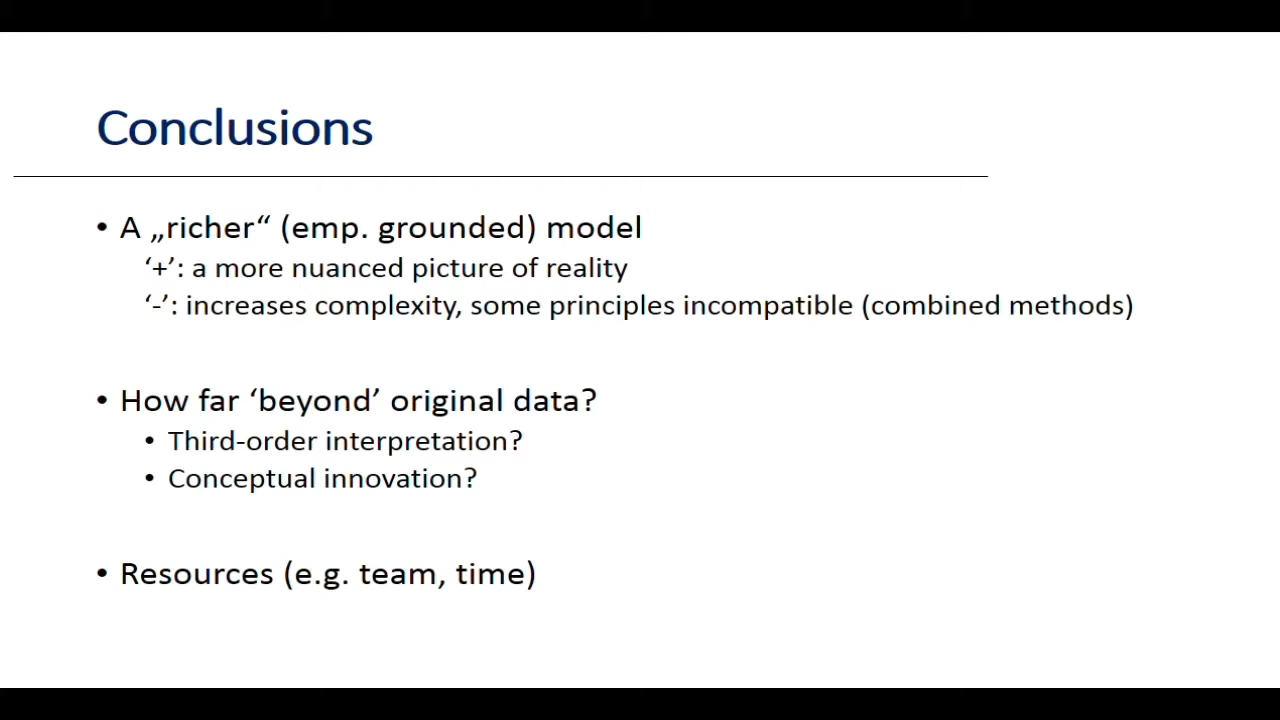 Conclusions
• A „richer“ (emp. grounded) model
‘+’: a more nuanced picture of reality
‘-’: increases complexity, some principles incompatible (combined methods)
• How far ‘beyond’ original data?
• Third-order interpretation?
• Conceptual innovation?
• Resources (e.g. team, time)